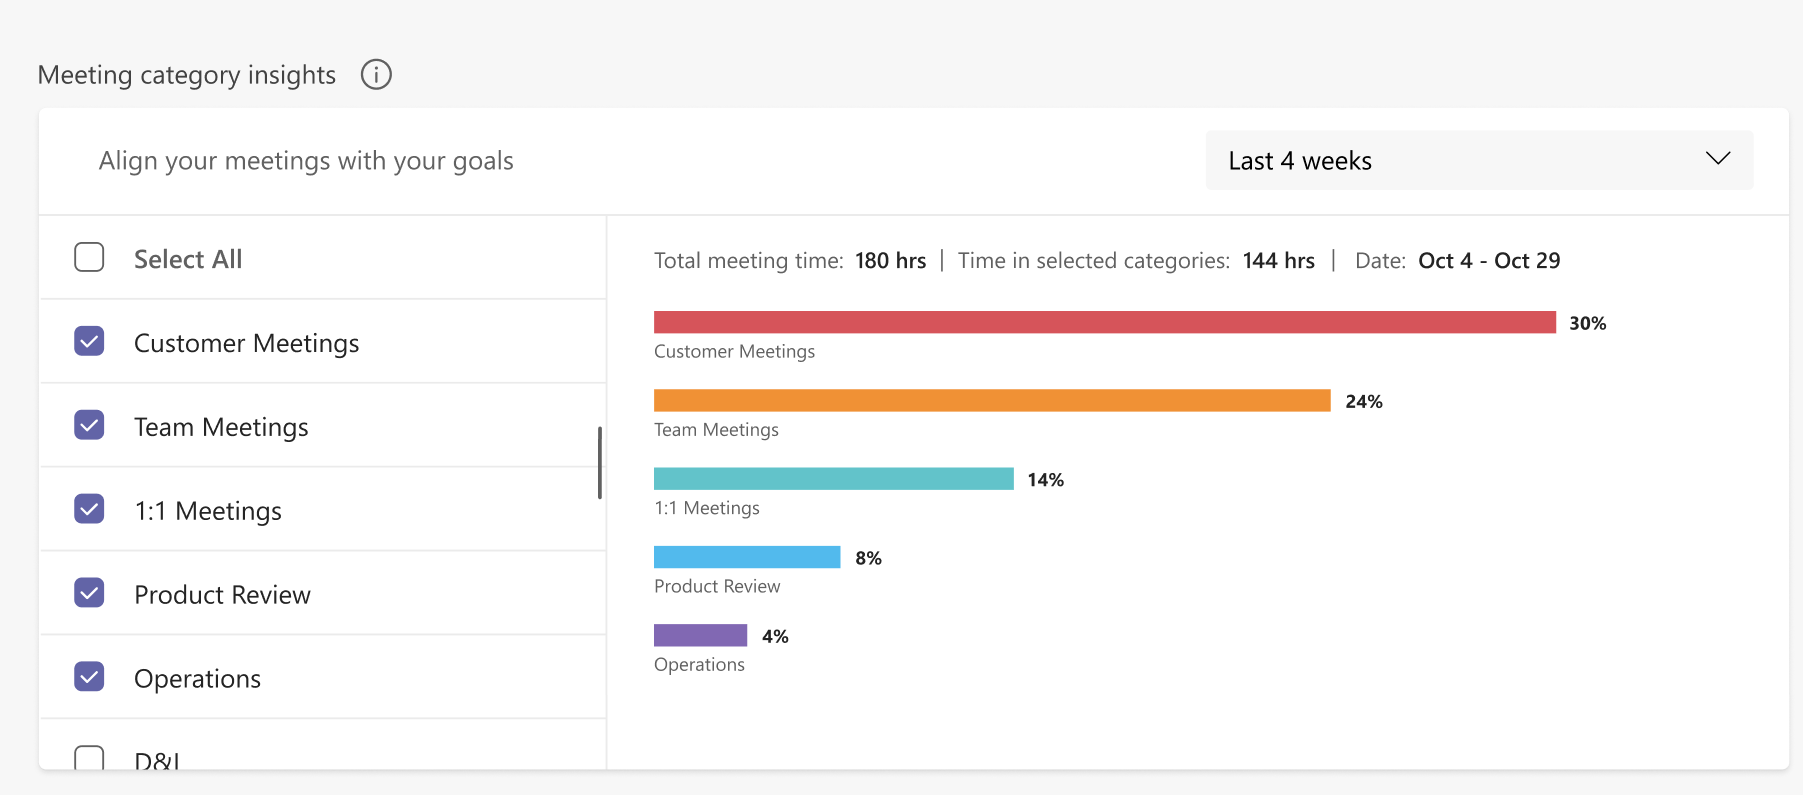 Meeting category insights
Align your meetings with your goals
Last 4 weeks
Select All
Customer Meetings
Team Meetings
1:1 Meetings
Product Review
Operations
D&I
Total meeting time: 180 hrs | Time in selected categories: 144 hrs | Date: Oct 4 - Oct 29
30%
Customer Meetings
24%
Team Meetings
14%
1:1 Meetings
8%
Product Review
4%
Operations